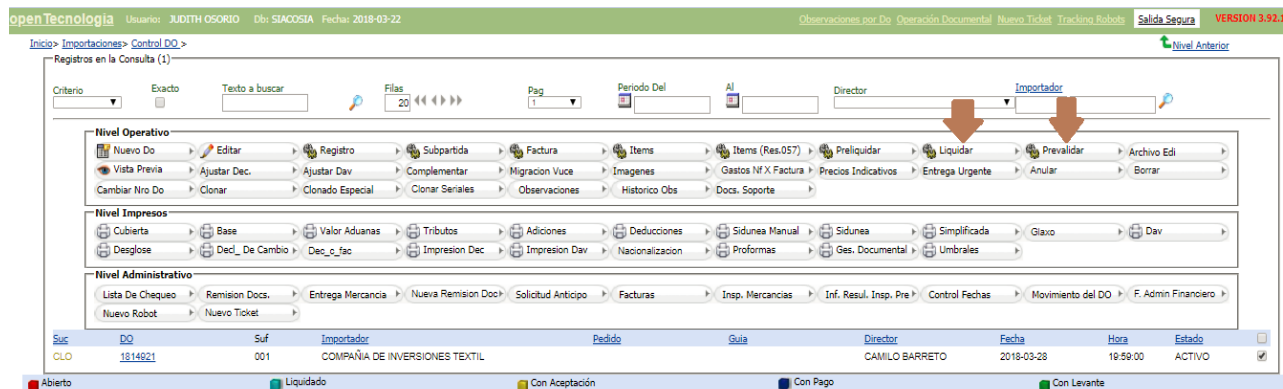 openTecnología Usuario: JUDITH OSORIO Db: SIACOSIA Fecha: 2018-03-22 Observaciones por Do Operación Documental Nuevo Ticket Tracking Robots Salida Segura VERSION 3.92.1
Inicio> Importaciones> Control DO > Nivel Anterior
Registros en la Consulta (1)
Criterio Exacto Texto a buscar Filas Pag Periodo Del Al Director Importador
20 1
Nivel Operativo
Nuevo Do Editar Registro Subpartida Factura Items Items (Res.057) Preliquidar Liquidar Prevalidar Archivo Edi
Vista Previa Ajustar Dec. Ajustar Dav Complementar Migracion Vuce Imagenes Gastos Nf X Factura Precios Indicativos Entrega Urgente Anular Borrar
Cambiar Nro Do Clonar Clonado Especial Clonar Seriales Observaciones Historico Obs Docs. Soporte
Nivel Impresos
Cubierta Base Valor Aduanas Tributos Adiciones Deducciones Sidunea Manual Sidunea Simplificada Glaxo Dav
Desglose Decl_ De Cambio Dec_c_fac Impresion Dec Impresion Dav Nacionalizacion Proformas Ges. Documental Umbrales
Nivel Administrativo
Lista De Chequeo Remision Docs. Entrega Mercancia Nueva Remision Doc Solicitud Anticipo Facturas Insp. Mercancias Inf. Resul. Insp. Pre Control Fechas Movimiento del DO F. Admin Financiero
Nuevo Robot Nuevo Ticket
Suc DO Suf Importador Pedido Guia Director Fecha Hora Estado
CLO 1814921 001 COMPAÑIA DE INVERSIONES TEXTIL CAMILO BARRETO 2018-03-28 19:59:00 ACTIVO
Abierto Liquidado Con Aceptación Con Pago Con Levante